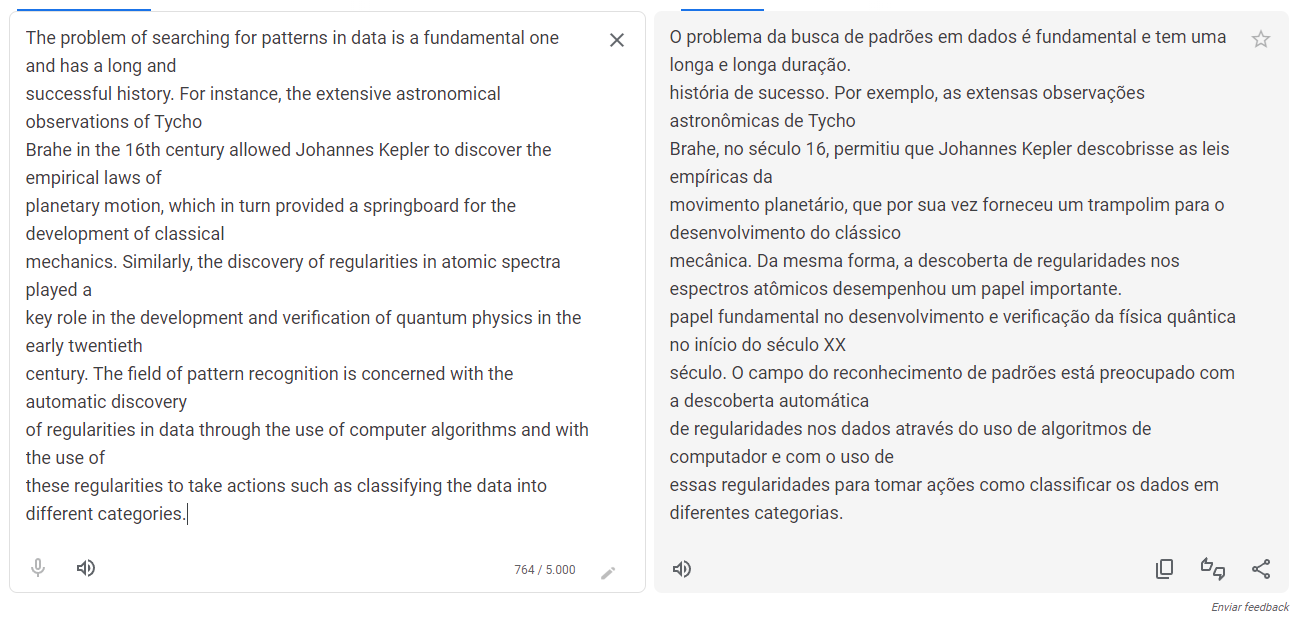 The problem of searching for patterns in data is a fundamental one
and has a long and
successful history. For instance, the extensive astronomical
observations of Tycho
Brahe in the 16th century allowed Johannes Kepler to discover the
empirical laws of
planetary motion, which in turn provided a springboard for the
development of classical
mechanics. Similarly, the discovery of regularities in atomic spectra
played a
key role in the development and verification of quantum physics in the
early twentieth
century. The field of pattern recognition is concerned with the
automatic discovery
of regularities in data through the use of computer algorithms and with
the use of
these regularities to take actions such as classifying the data into
different categories.
764 / 5.000
O problema da busca de padrões em dados é fundamental e tem uma
longa e longa duração.
história de sucesso. Por exemplo, as extensas observações
astronômicas de Tycho
Brahe, no século 16, permitiu que Johannes Kepler descobrisse as leis
empíricas da
movimento planetário, que por sua vez forneceu um trampolim para o
desenvolvimento do clássico
mecânica. Da mesma forma, a descoberta de regularidades nos
espectros atômicos desempenhou um papel importante.
papel fundamental no desenvolvimento e verificação da física quântica
no início do século XX
século. O campo do reconhecimento de padrões está preocupado com
a descoberta automática
de regularidades nos dados através do uso de algoritmos de
computador e com o uso de
essas regularidades para tomar ações como classificar os dados em
diferentes categorias.
Enviar feedback